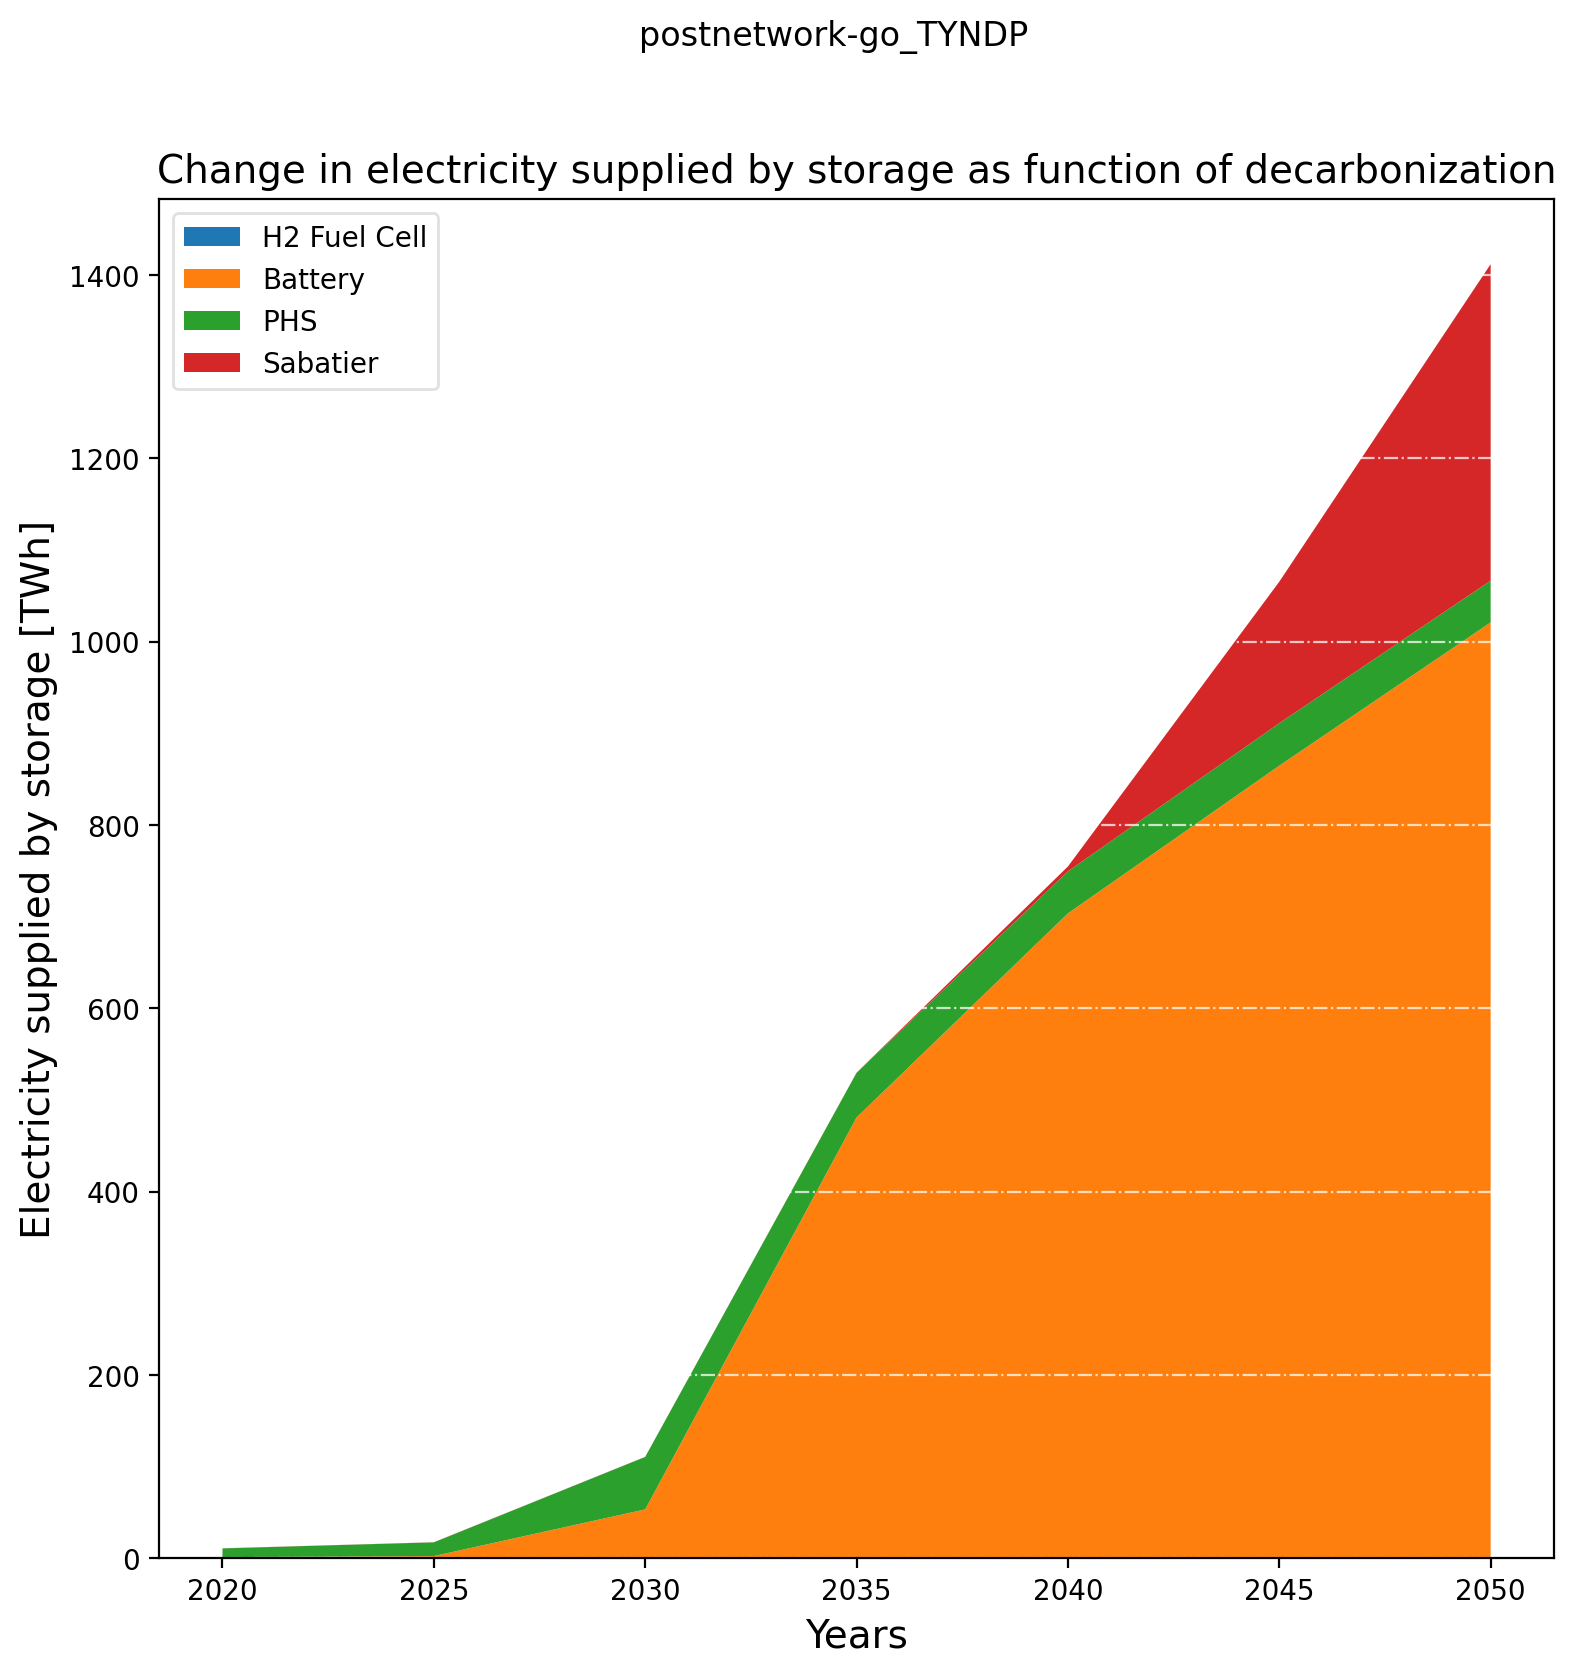 postnetwork-go_TYNDP
Change in electricity supplied by storage as function of decarbonization
H2 Fuel Cell
Battery
PHS
Sabatier
Electricity supplied by storage [TWh]
1400
1200
1000
800
600
400
200
0
2020 2025 2030 2035 2040 2045 2050
Years